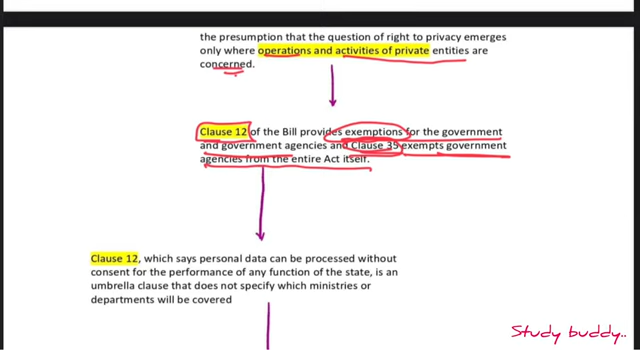 the presumption that the question of right to privacy emerges
only where operations and activities of private entities are
concerned.
Clause 12 of the Bill provides exemptions for the government
and government agencies and Clause 35 exempts government
agencies from the entire Act itself.
Clause 12, which says personal data can be processed without
consent for the performance of any function of the state, is an
umbrella clause that does not specify which ministries or
departments will be covered
Study buddy..